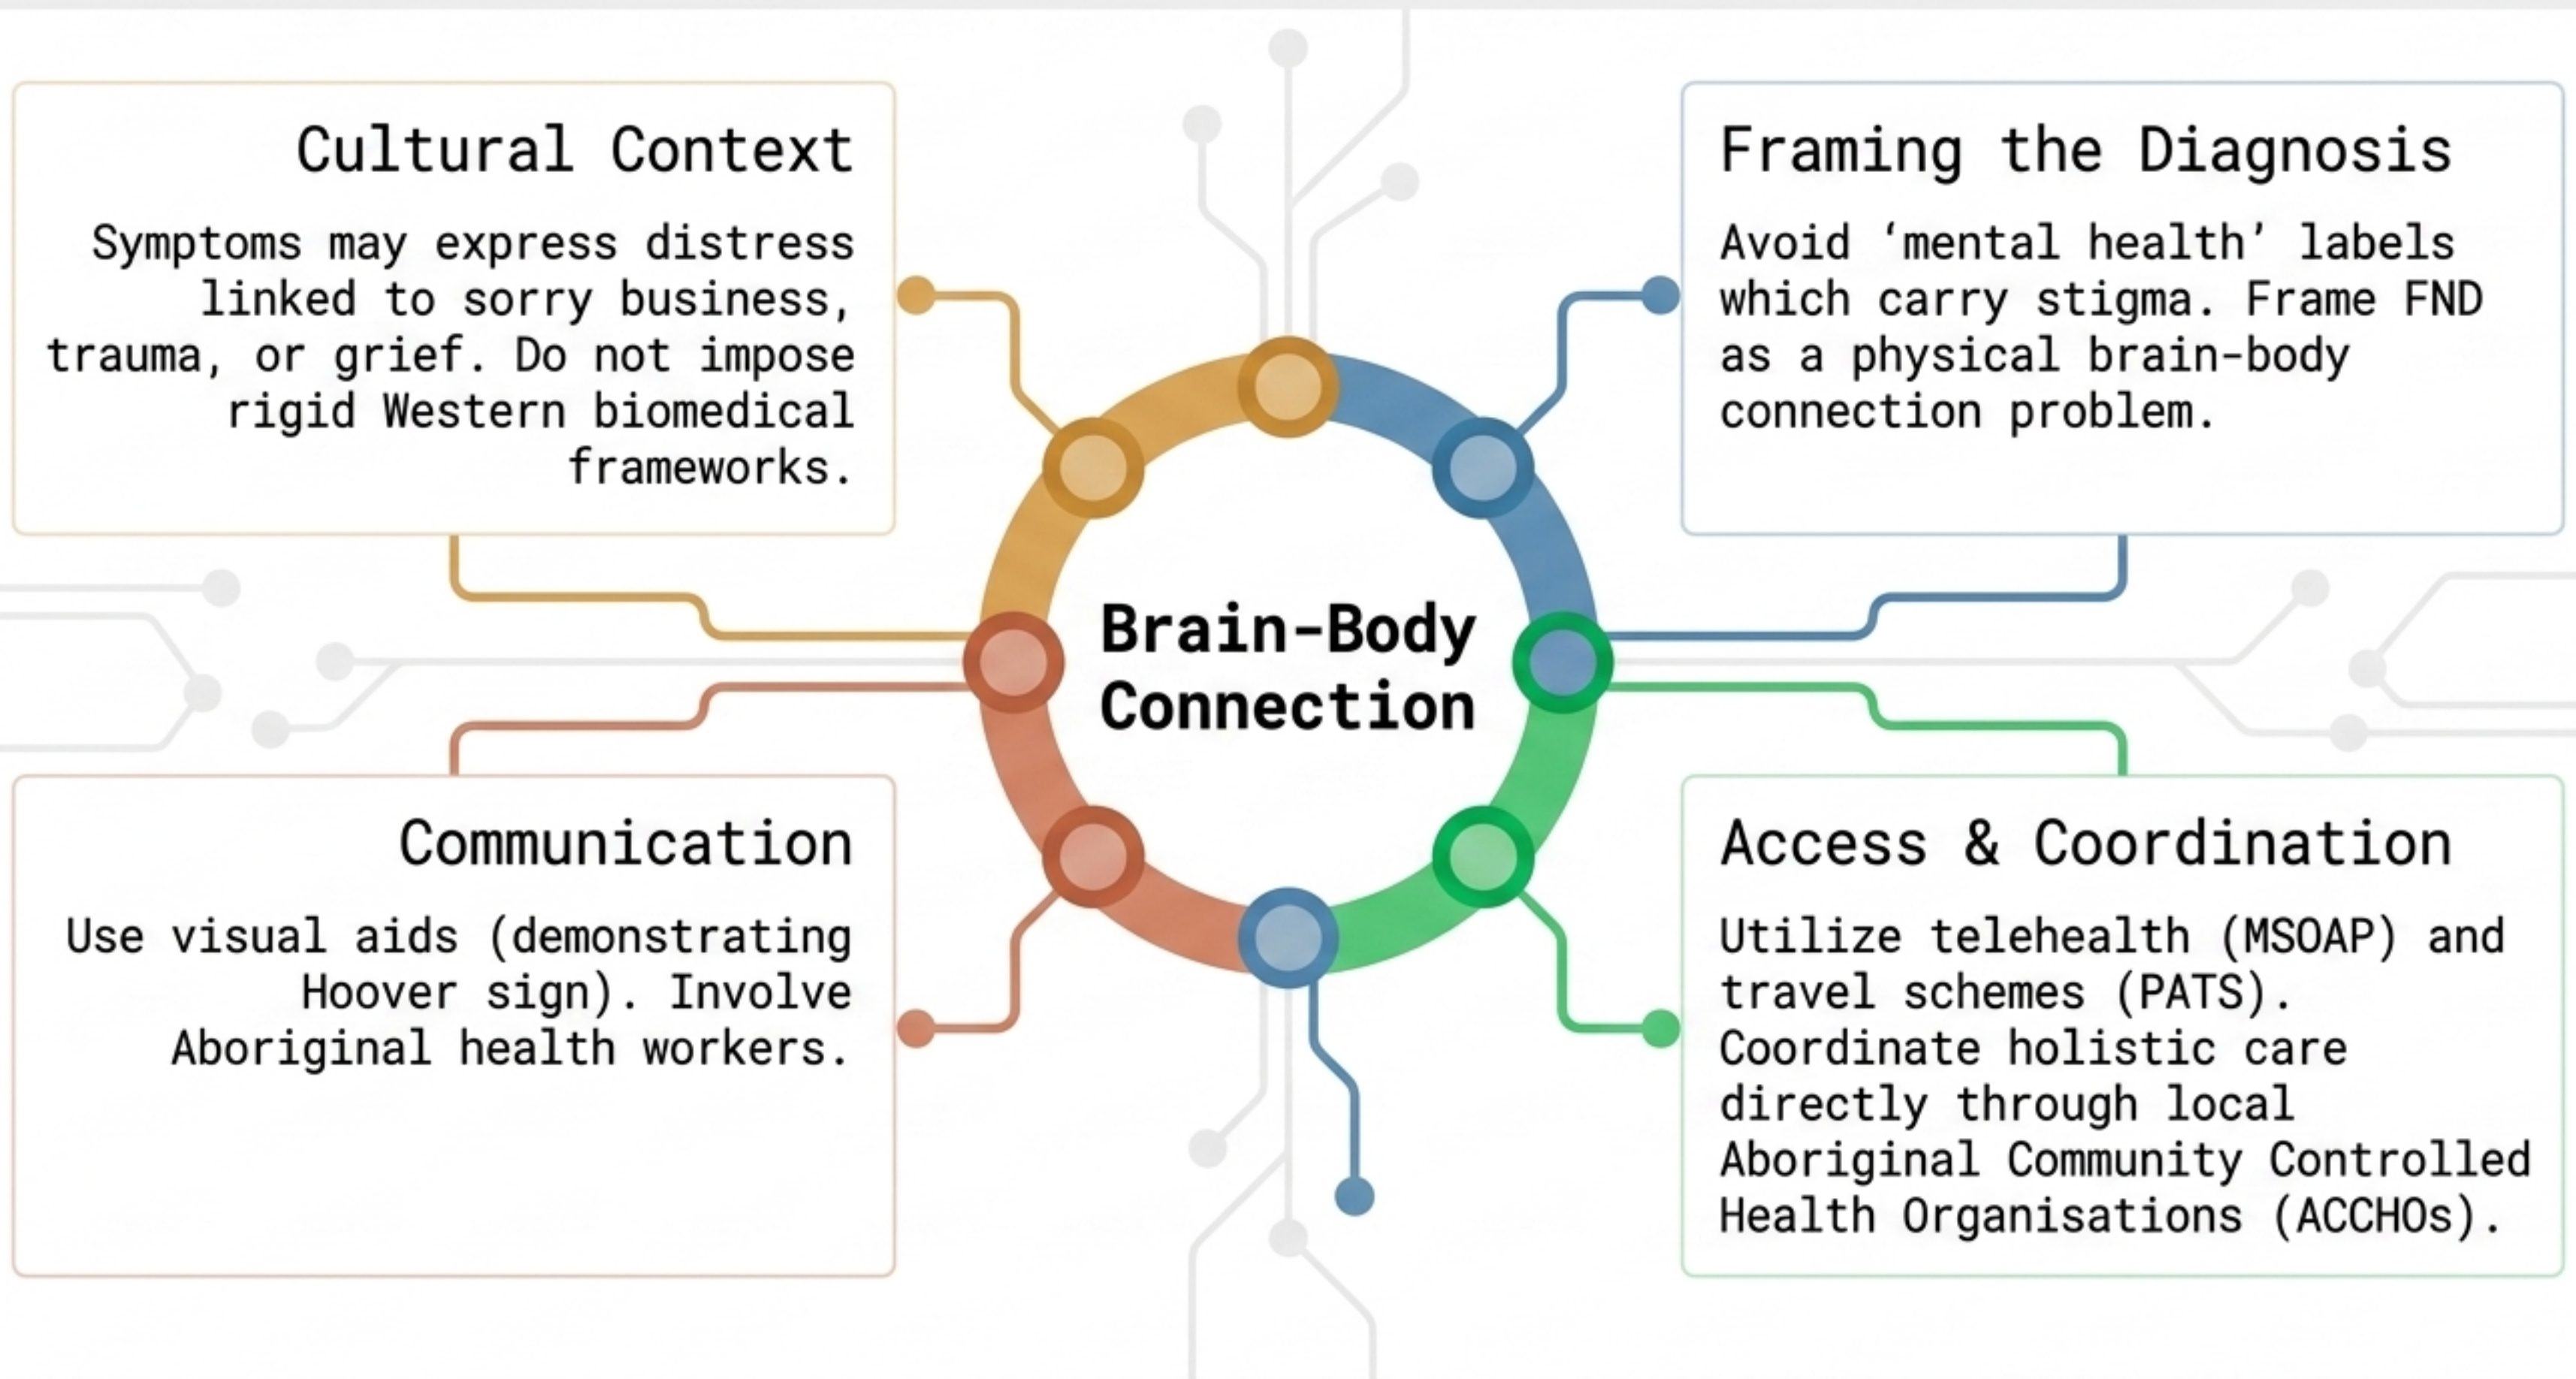 Cultural Context
Symptoms may express distress
linked to sorry business,
trauma, or grief. Do not impose
rigid Western biomedical
frameworks.
Framing the Diagnosis
Avoid ‘mental health’ labels
which carry stigma. Frame FND
as a physical brain-body
connection problem.
Brain-Body
Connection
Communication
Use visual aids (demonstrating
Hoover sign). Involve
Aboriginal health workers.
Access & Coordination
Utilize telehealth (MSOAP) and
travel schemes (PATS).
Coordinate holistic care
directly through local
Aboriginal Community Controlled
Health Organisations (ACCHOs).